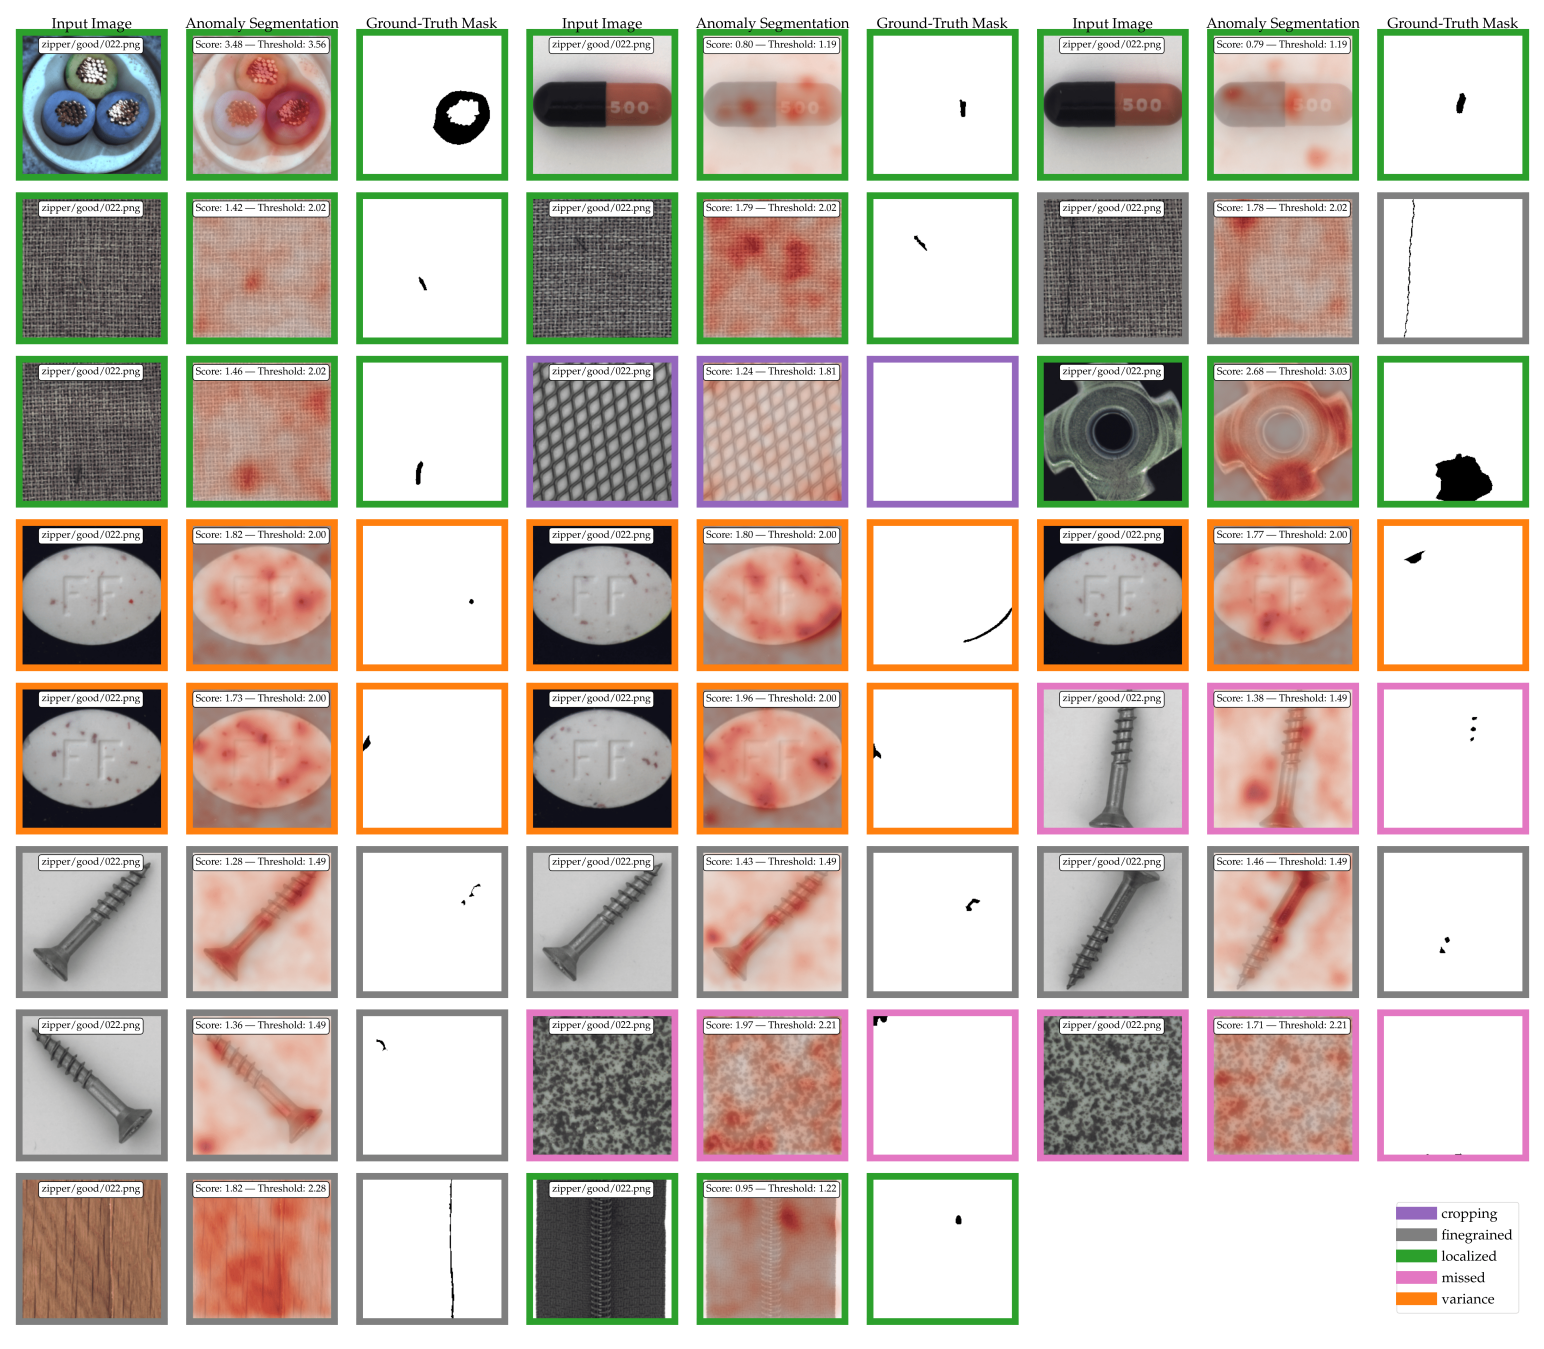 Input Image Anomaly Segmentation Ground-Truth Mask Input Image Anomaly Segmentation Ground-Truth Mask Input Image Anomaly Segmentation Ground-Truth Mask
zipper/good/022.png Score: 3.48 — Threshold: 3.56 zipper/good/022.png Score: 0.80 — Threshold: 1.19 zipper/good/022.png Score: 0.79 — Threshold: 1.19
500 500 500 500
zipper/good/022.png Score: 1.42 — Threshold: 2.02 zipper/good/022.png Score: 1.79 — Threshold: 2.02 zipper/good/022.png Score: 1.78 — Threshold: 2.02
zipper/good/022.png Score: 1.46 — Threshold: 2.02 zipper/good/022.png Score: 1.24 — Threshold: 1.81 zipper/good/022.png Score: 2.68 — Threshold: 3.03
zipper/good/022.png Score: 1.82 — Threshold: 2.00 zipper/good/022.png Score: 1.80 — Threshold: 2.00 zipper/good/022.png Score: 1.77 — Threshold: 2.00
FF FF FF FF FF FF
zipper/good/022.png Score: 1.73 — Threshold: 2.00 zipper/good/022.png Score: 1.96 — Threshold: 2.00 zipper/good/022.png Score: 1.38 — Threshold: 1.49
FF FF FF FF
zipper/good/022.png Score: 1.28 — Threshold: 1.49 zipper/good/022.png Score: 1.43 — Threshold: 1.49 zipper/good/022.png Score: 1.46 — Threshold: 1.49
zipper/good/022.png Score: 1.36 — Threshold: 1.49 zipper/good/022.png Score: 1.97 — Threshold: 2.21 zipper/good/022.png Score: 1.71 — Threshold: 2.21
zipper/good/022.png Score: 1.82 — Threshold: 2.28 zipper/good/022.png Score: 0.95 — Threshold: 1.22
cropping
finegrained
localized
missed
variance